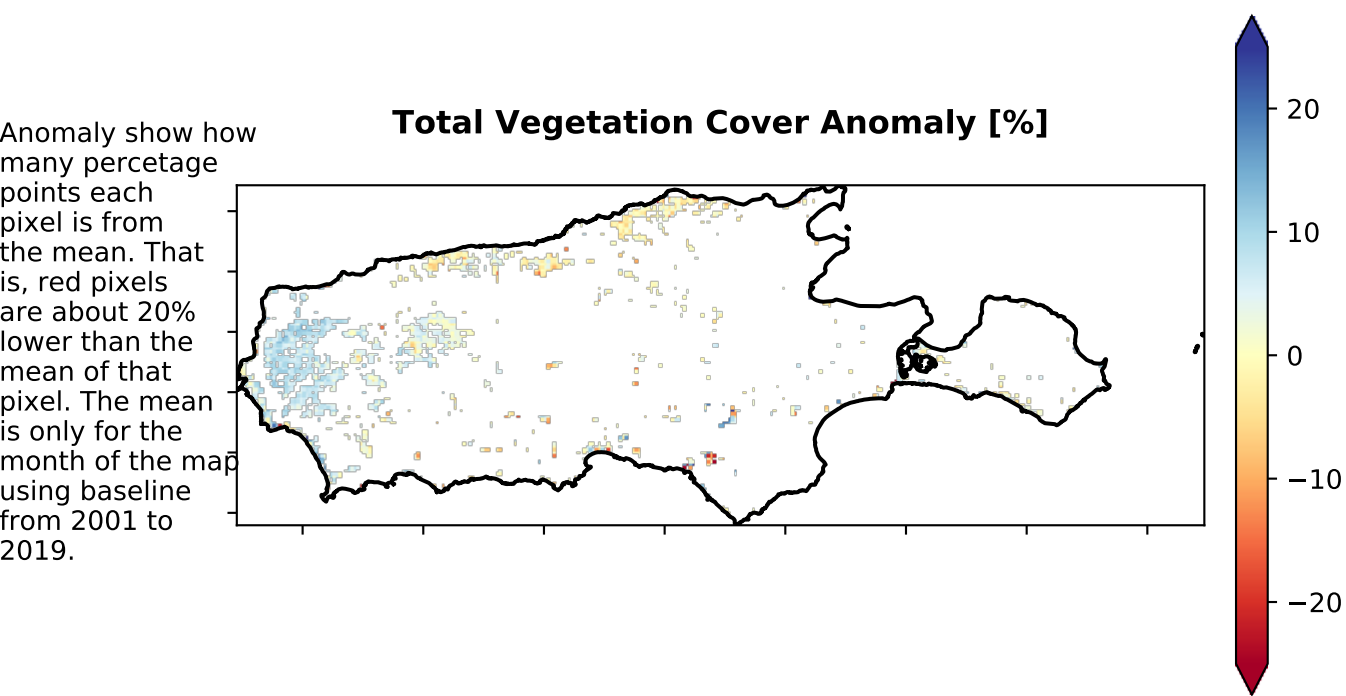 Total Vegetation Cover Anomaly [%]
Anomaly show how
many percetage
points each
pixel is from
the mean. That
is, red pixels
are about 20%
lower than the
mean of that
pixel. The mean
is only for the
month of the map
using baseline
from 2001 to
2019.
20
10
0
−10
−20